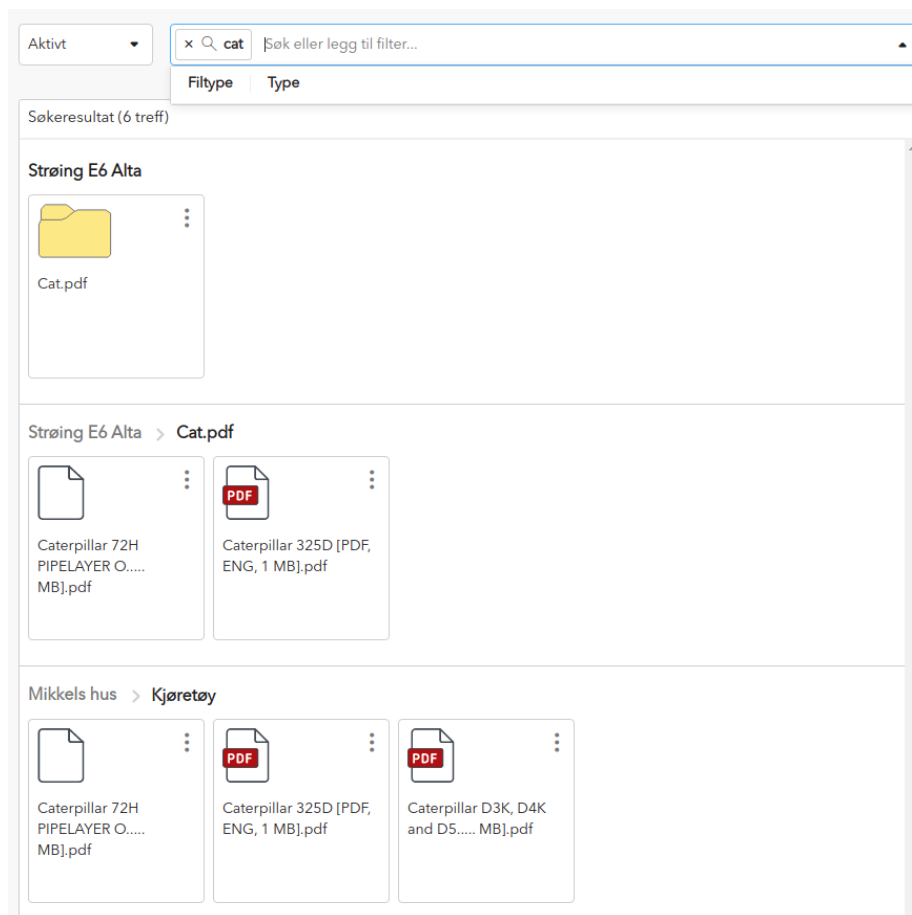 Aktivt
cat Søk eller legg til filter...
Filtype Type
Søkeresultat (6 treff)
Strøing E6 Alta
Cat.pdf
Strøing E6 Alta > Cat.pdf
Caterpillar 72H
PIPELAYER O.....
MB].pdf
PDF
Caterpillar 325D [PDF,
ENG, 1 MB].pdf
Mikkels hus > Kjøretøy
Caterpillar 72H
PIPELAYER O.....
MB].pdf
PDF
Caterpillar 325D [PDF,
ENG, 1 MB].pdf
PDF
Caterpillar D3K, D4K
and D5..... MB].pdf